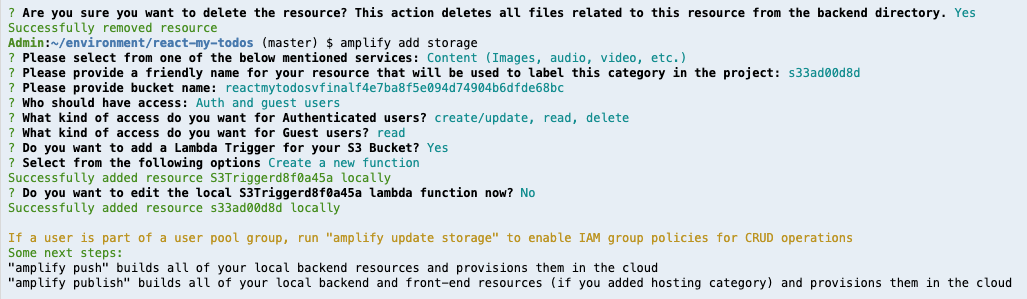 ? Are you sure you want to delete the resource? This action deletes all files related to this resource from the backend directory. Yes
Successfully removed resource
Admin:~/environment/react-my-todos (master) $ amplify add storage
? Please select from one of the below mentioned services: Content (Images, audio, video, etc.)
? Please provide a friendly name for your resource that will be used to label this category in the project: s33ad00d8d
? Please provide bucket name: reactmytodosvfinalf4e7ba8f5e094d74904b6dfde68bc
? Who should have access: Auth and guest users
? What kind of access do you want for Authenticated users? create/update, read, delete
? What kind of access do you want for Guest users? read
? Do you want to add a Lambda Trigger for your S3 Bucket? Yes
? Select from the following options Create a new function
Successfully added resource S3Triggerd8f0a45a locally
? Do you want to edit the local S3Triggerd8f0a45a lambda function now? No
Successfully added resource s33ad00d8d locally
If a user is part of a user pool group, run "amplify update storage" to enable IAM group policies for CRUD operations
Some next steps:
"amplify push" builds all of your local backend resources and provisions them in the cloud
"amplify publish" builds all of your local backend and front-end resources (if you added hosting category) and provisions them in the cloud